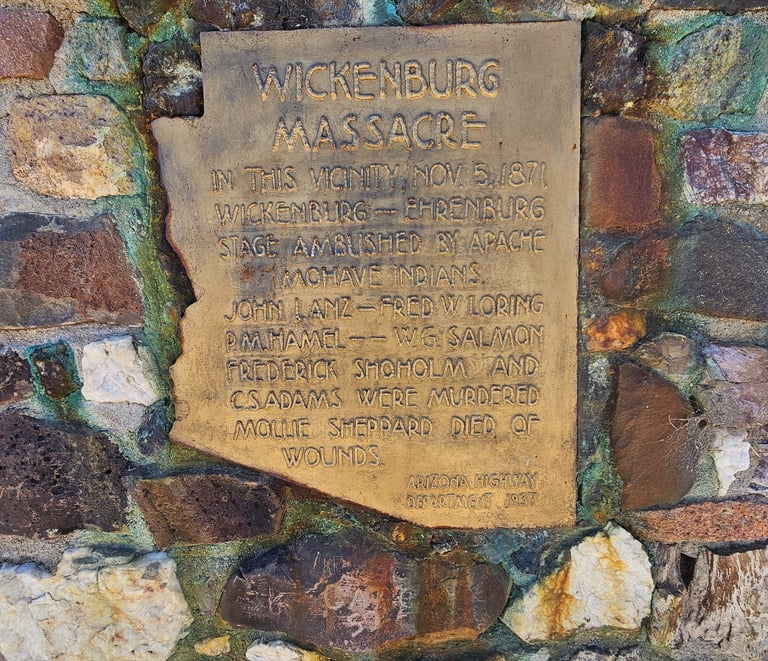 WICKENBURG
MASSACRE
IN THIS VICINITY, NOV. 5, 1871,
WICKENBURG — EHRENBURG
STAGE AMBUSHED BY APACHE
MOHAVE INDIANS.
JOHN LANZ — FRED W. LORING
P.M. HAMEL — — W.G. SALMON
FREDERICK SHOHOLM AND
C.S. ADAMS WERE MURDERED
MOLLIE SHEPPARD DIED OF
WOUNDS.
ARIZONA HIGHWAY
DEPARTMENT 1937